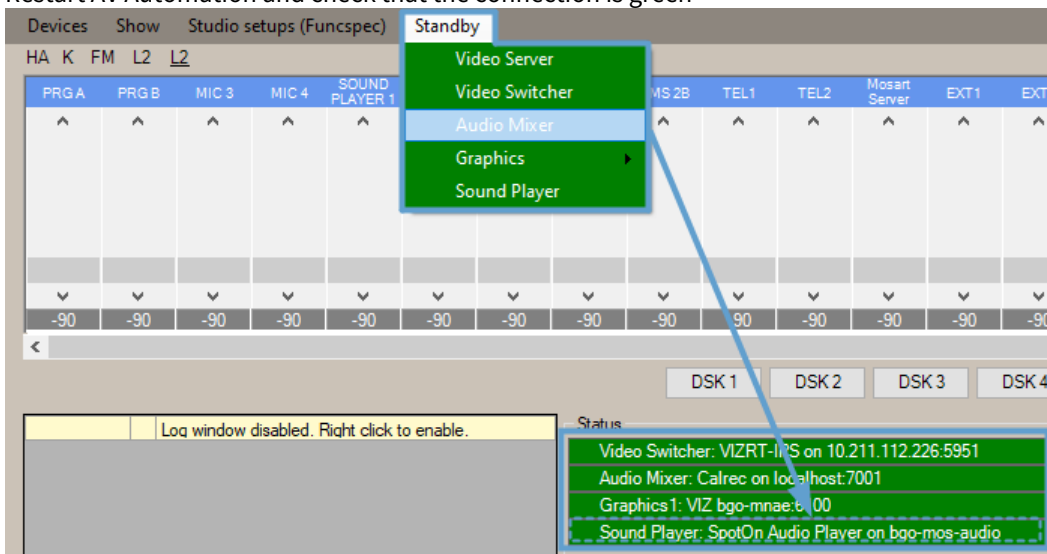 Restart AV Automation and check that the connection is green
Devices Show Studio setups (Funcspec) Standby
HA K FM L2 L2
Video Server
Video Switcher
Audio Mixer
Graphics
Sound Player
PRG A PRG B MIC 3 MIC 4 SOUND PLAYER 1 MS 2B TEL1 TEL2 Mosart Server EXT1 EXT
-90 -90 -90 -90 -90 -90 -90 -90 -90 90 -90 -90 -90 -90
DSK 1 DSK 2 DSK 3 DSK 4
Log window disabled. Right click to enable.
Status
Video Switcher: VIZRT-IRS on 10.211.112.226:5951
Audio Mixer: Calrec on localhost:7001
Graphics1: VIZ bgo-mnae:6100
Sound Player: SpotOn Audio Player on bgo-mos-audio